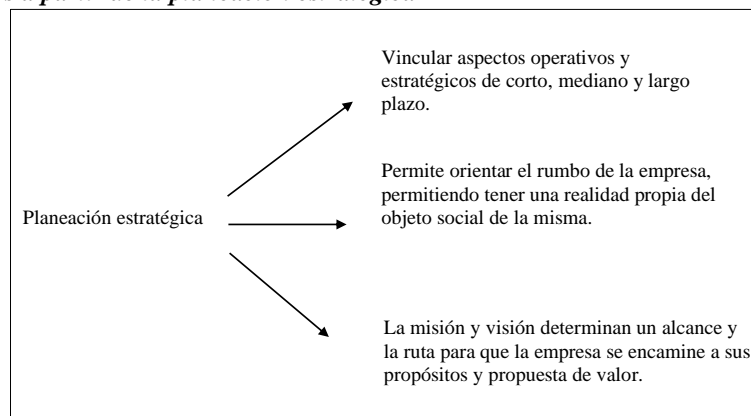 planeación estratégica
Vincular aspectos operativos y
estratégicos de corto, mediano y largo
plazo.
Permite orientar el rumbo de la empresa,
permitiendo tener una realidad propia del
objeto social de la misma.
Planeación estratégica
La misión y visión determinan un alcance y
la ruta para que la empresa se encamine a sus
propósitos y propuesta de valor.